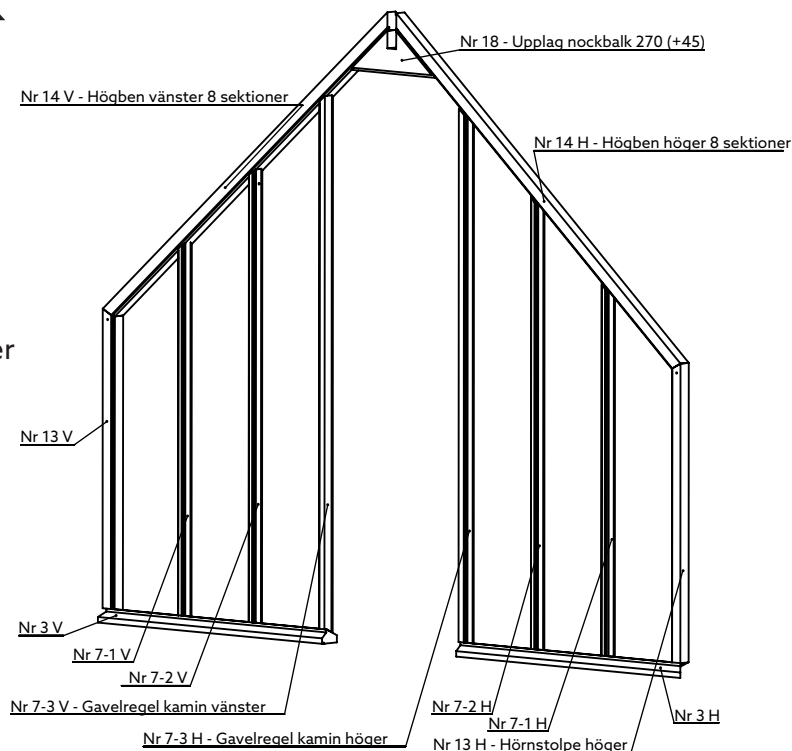 Nr 18 - Upplag nockbalk 270 (+45)
Nr 14 V - Högben vänster 8 sektioner
Nr 14 H - Högben höger 8 sektioner
er
Nr 13 V
Nr 3 V
Nr 7-1 V
Nr 7-2 V
Nr 7-3 V - Gavelregel kamin vänster
Nr 7-3 H - Gavelregel kamin höger
Nr 7-2 H
Nr 7-1 H
Nr 3 H
Nr 13 H - Hörnstolpe höger